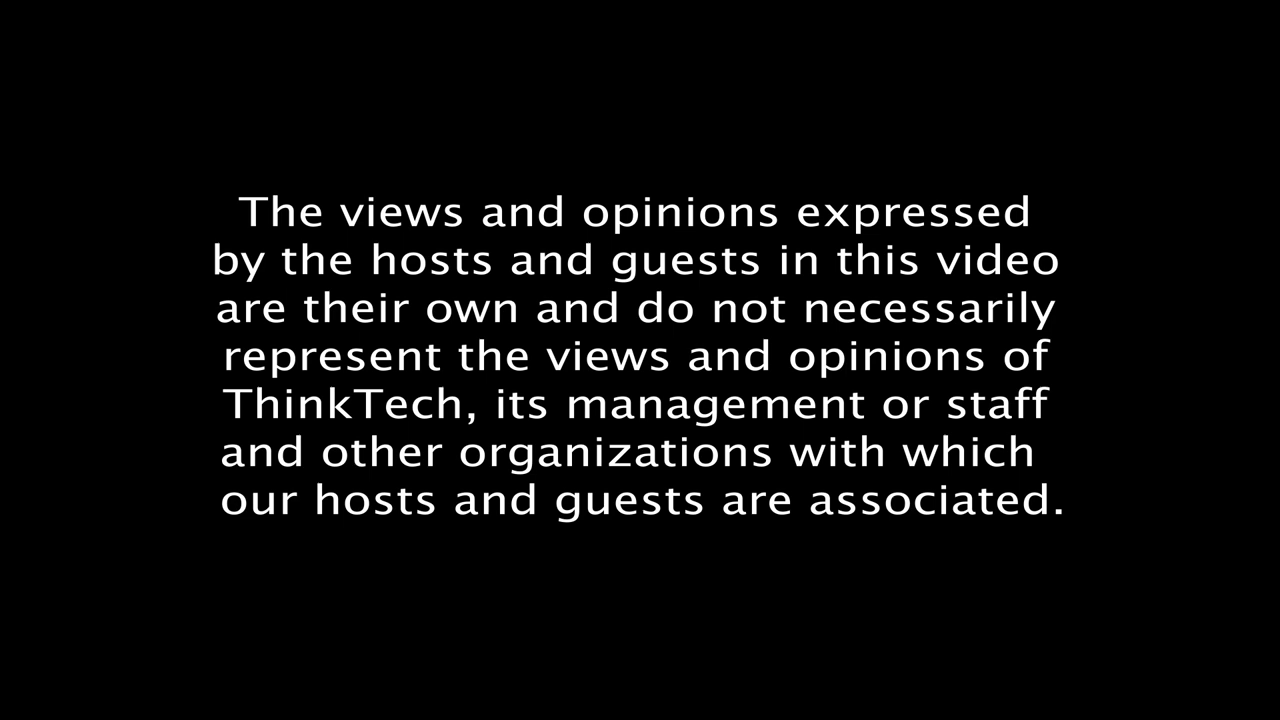 The views and opinions expressed
by the hosts and guests in this video
are their own and do not necessarily
represent the views and opinions of
ThinkTech, its management or staff
and other organizations with which
our hosts and guests are associated.